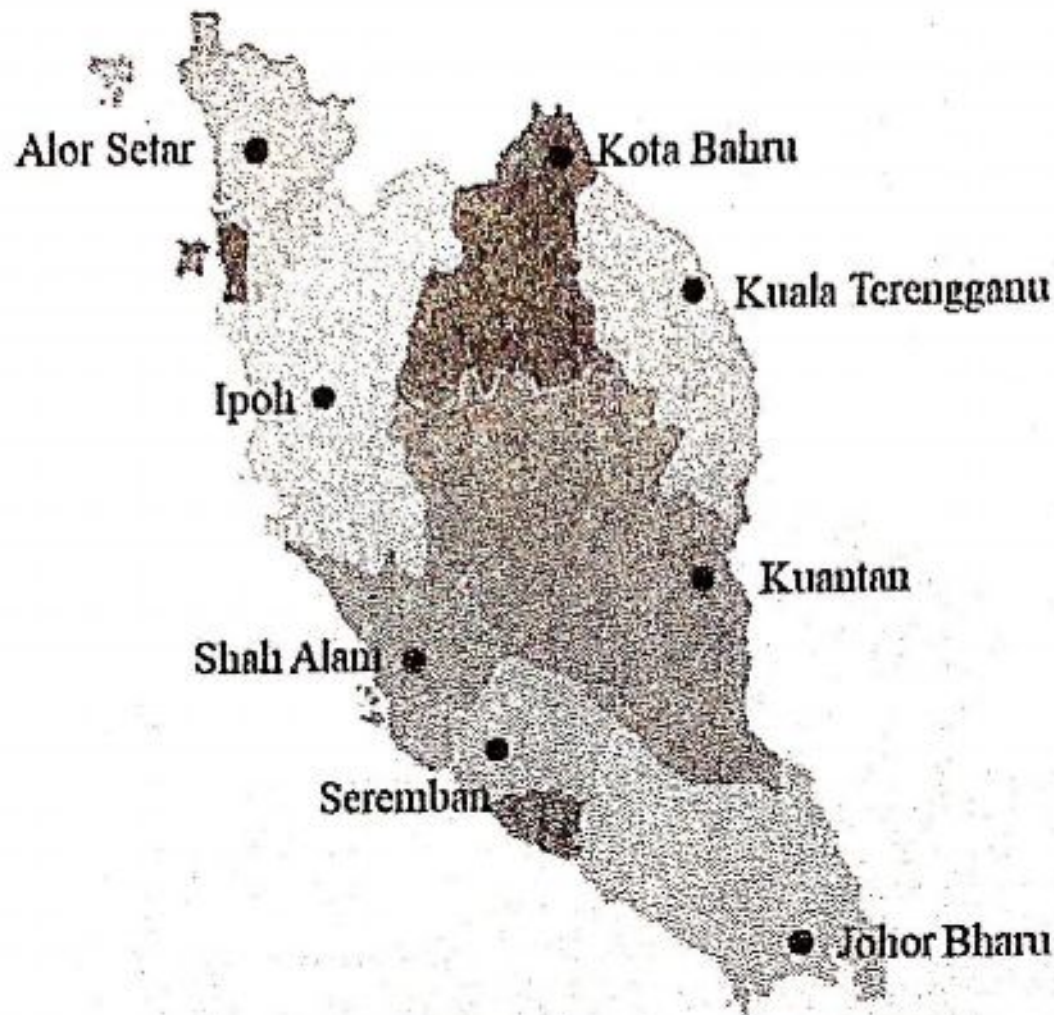 Alor Setar
Kota Bahru
Kuala Terengganu
Ipoh
Kuantan
Shah Alam
Seremban
Johor Bharu